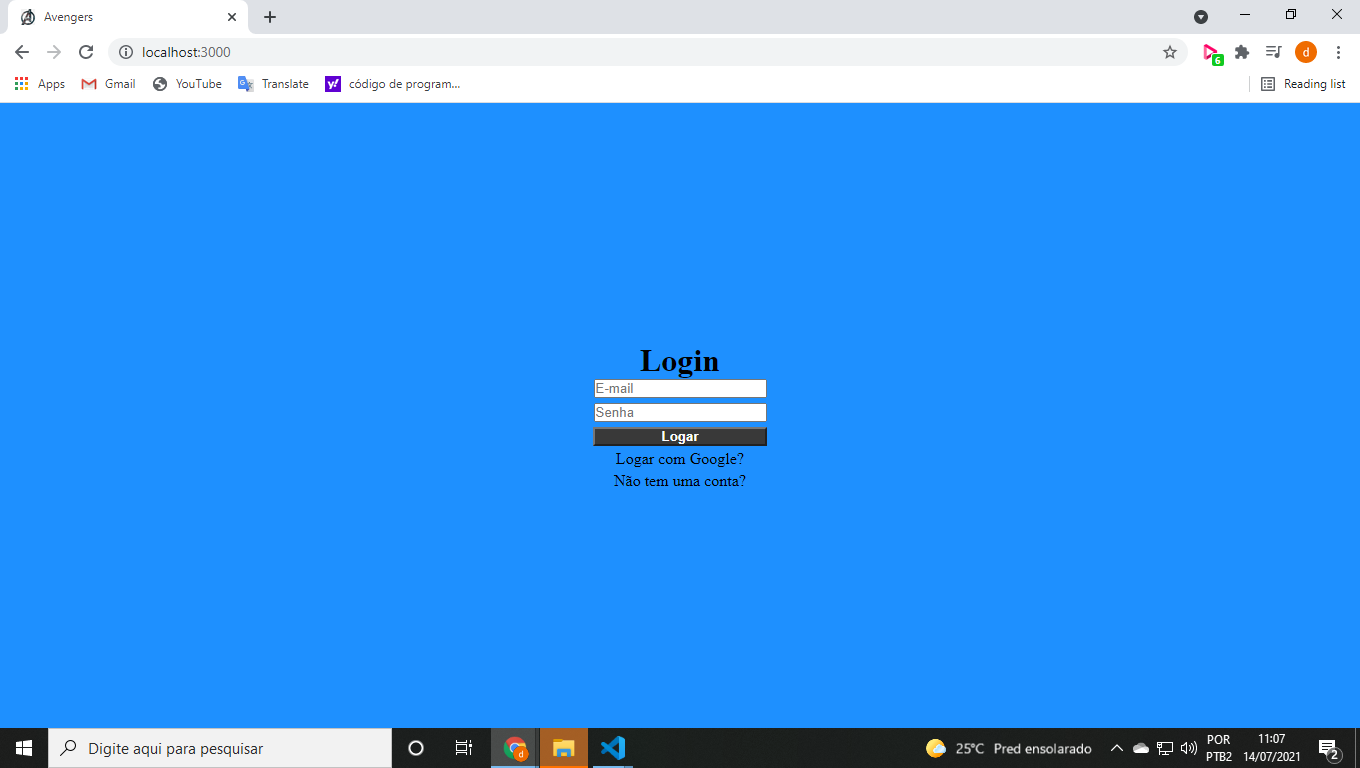 Avengers
localhost:3000
6
d
Apps
Gmail
YouTube
Translate
y!
código de program...
Reading list
Login
E-mail
Senha
Logar
Logar com Google?
Não tem uma conta?
Digite aqui para pesquisar
d
25°C Pred ensolarado
POR
PTB2
11:07
14/07/2021
2